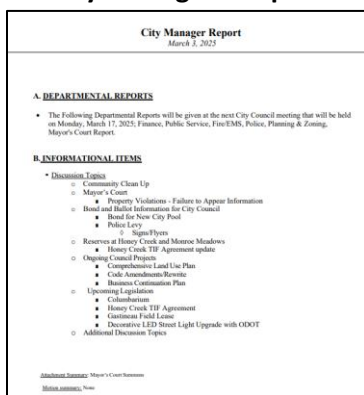 City Manager Report
March 3, 2025
A. DEPARTMENTAL REPORTS
• The Following Departmental Reports will be given at the next City Council meeting that will be held
on Monday, March 17, 2025; Finance, Public Service, Fire/EMS, Police, Planning & Zoning,
Mayor's Court Report.
B. INFORMATIONAL ITEMS
• Discussion Topics
o Community Clean Up
o Mayor's Court
■ Property Violations - Failure to Appear Information
o Bond and Ballot Information for City Council
■ Bond for New City Pool
■ Police Levy
◊ Signs/Flyers
o Reserves at Honey Creek and Monroe Meadows
■ Honey Creek TIF Agreement update
o Ongoing Council Projects
■ Comprehensive Land Use Plan
■ Code Amendments/Rewrite
■ Business Continuation Plan
o Upcoming Legislation
■ Columbarium
■ Honey Creek TIF Agreement
■ Gastineau Field Lease
■ Decorative LED Street Light Upgrade with ODOT
o Additional Discussion Topics
Attachment Summary: Mayor's Court Summons
Motion summary: None